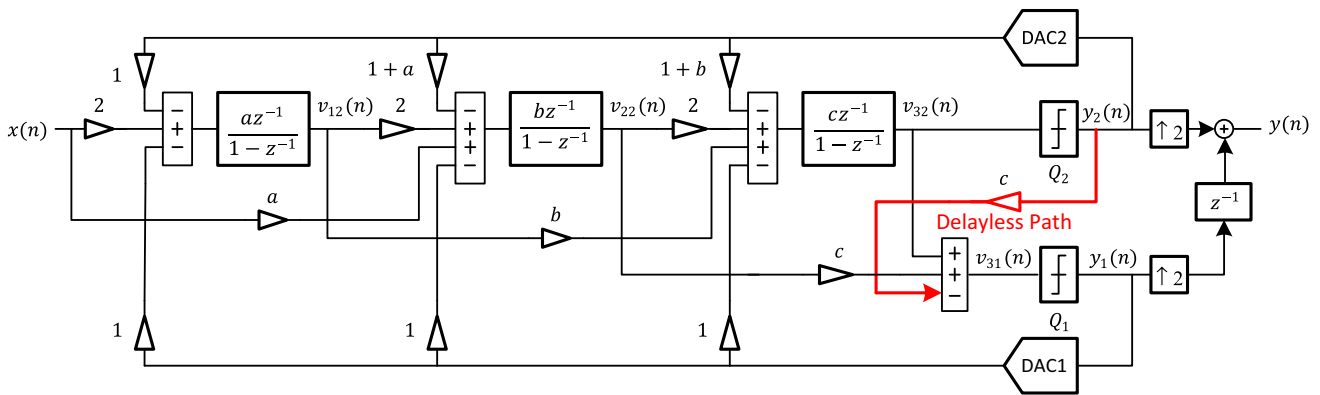 DAC2
1
1 + a
1 + b
x(n)
2
− + −
az⁻¹ / 1 − z⁻¹
v₁₂(n)
2
− + + −
bz⁻¹ / 1 − z⁻¹
v₂₂(n)
2
− + + −
cz⁻¹ / 1 − z⁻¹
v₃₂(n)
Q₂
y₂(n)
↑ 2
+
y(n)
a
b
c
Delayless Path
z⁻¹
c
+ + −
v₃₁(n)
Q₁
y₁(n)
↑ 2
1
1
1
DAC1